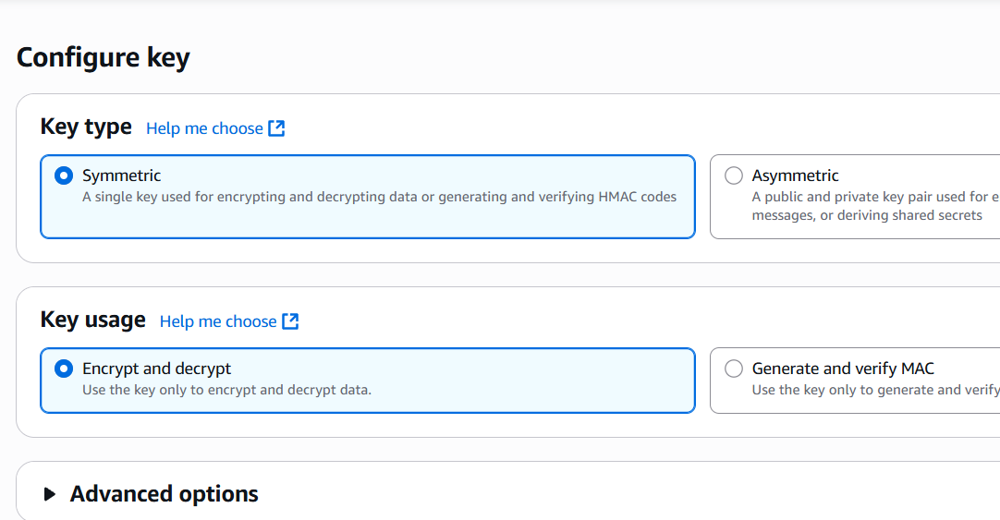 Configure key
Key type Help me choose
Symmetric
A single key used for encrypting and decrypting data or generating and verifying HMAC codes
Asymmetric
A public and private key pair used for e
messages, or deriving shared secrets
Key usage Help me choose
Encrypt and decrypt
Use the key only to encrypt and decrypt data.
Generate and verify MAC
Use the key only to generate and verify
Advanced options